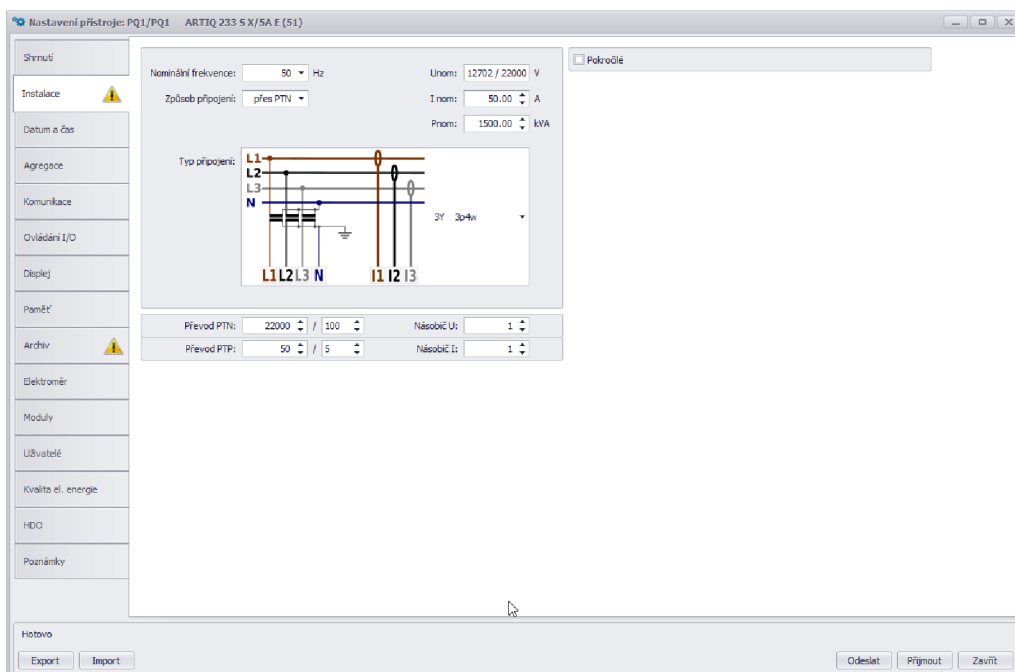 Nastavení přístroje: PQ1/PQ1 ARTIQ 233 S X/5A E (51)
Shrnutí
Instalace
Datum a čas
Agregace
Komunikace
Ovládání I/O
Displej
Paměť
Archiv
Elektroměr
Moduly
Uživatelé
Kvalita el. energie
HDO
Poznámky
Nominální frekvence: 50 Hz
Unom: 12702 / 22000 V
Způsob připojení: přes PTN
I nom: 50.00 A
Pnom: 1500.00 kVA
Typ připojení:
L1
L2
L3
N
3Y 3p4w
L1 L2 L3 N I1 I2 I3
Převod PTN: 22000 / 100 Násobič U: 1
Převod PTP: 50 / 5 Násobič I: 1
Pokročilé
Hotovo
Export Import Odeslat Přijmout Zavřít